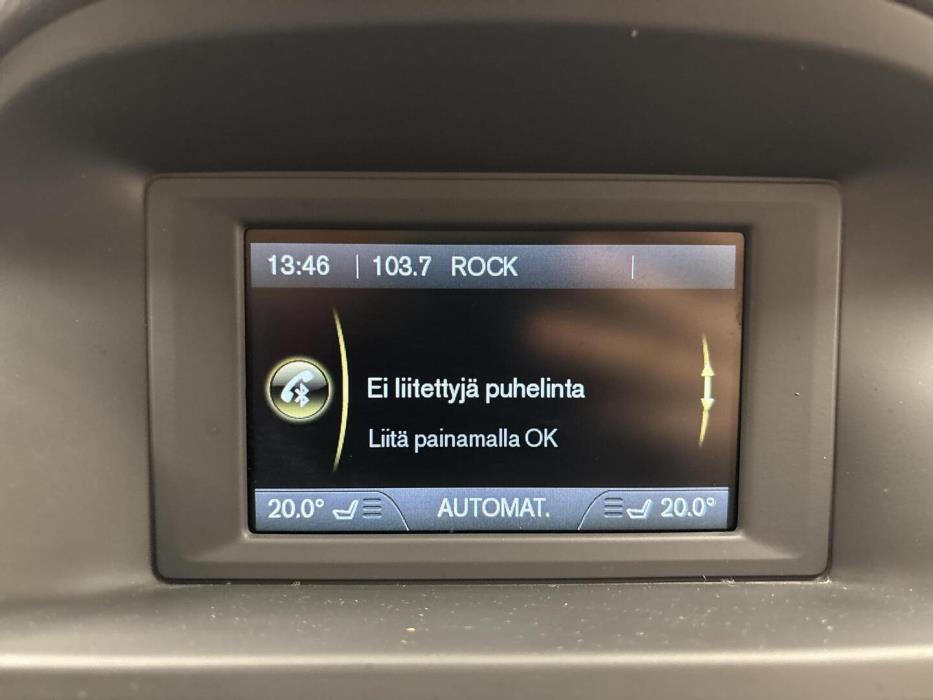 13:46 | 103.7 ROCK |
Ei liitettyjä puhelinta
Liitä painamalla OK
20.0° AUTOMAT. 20.0°